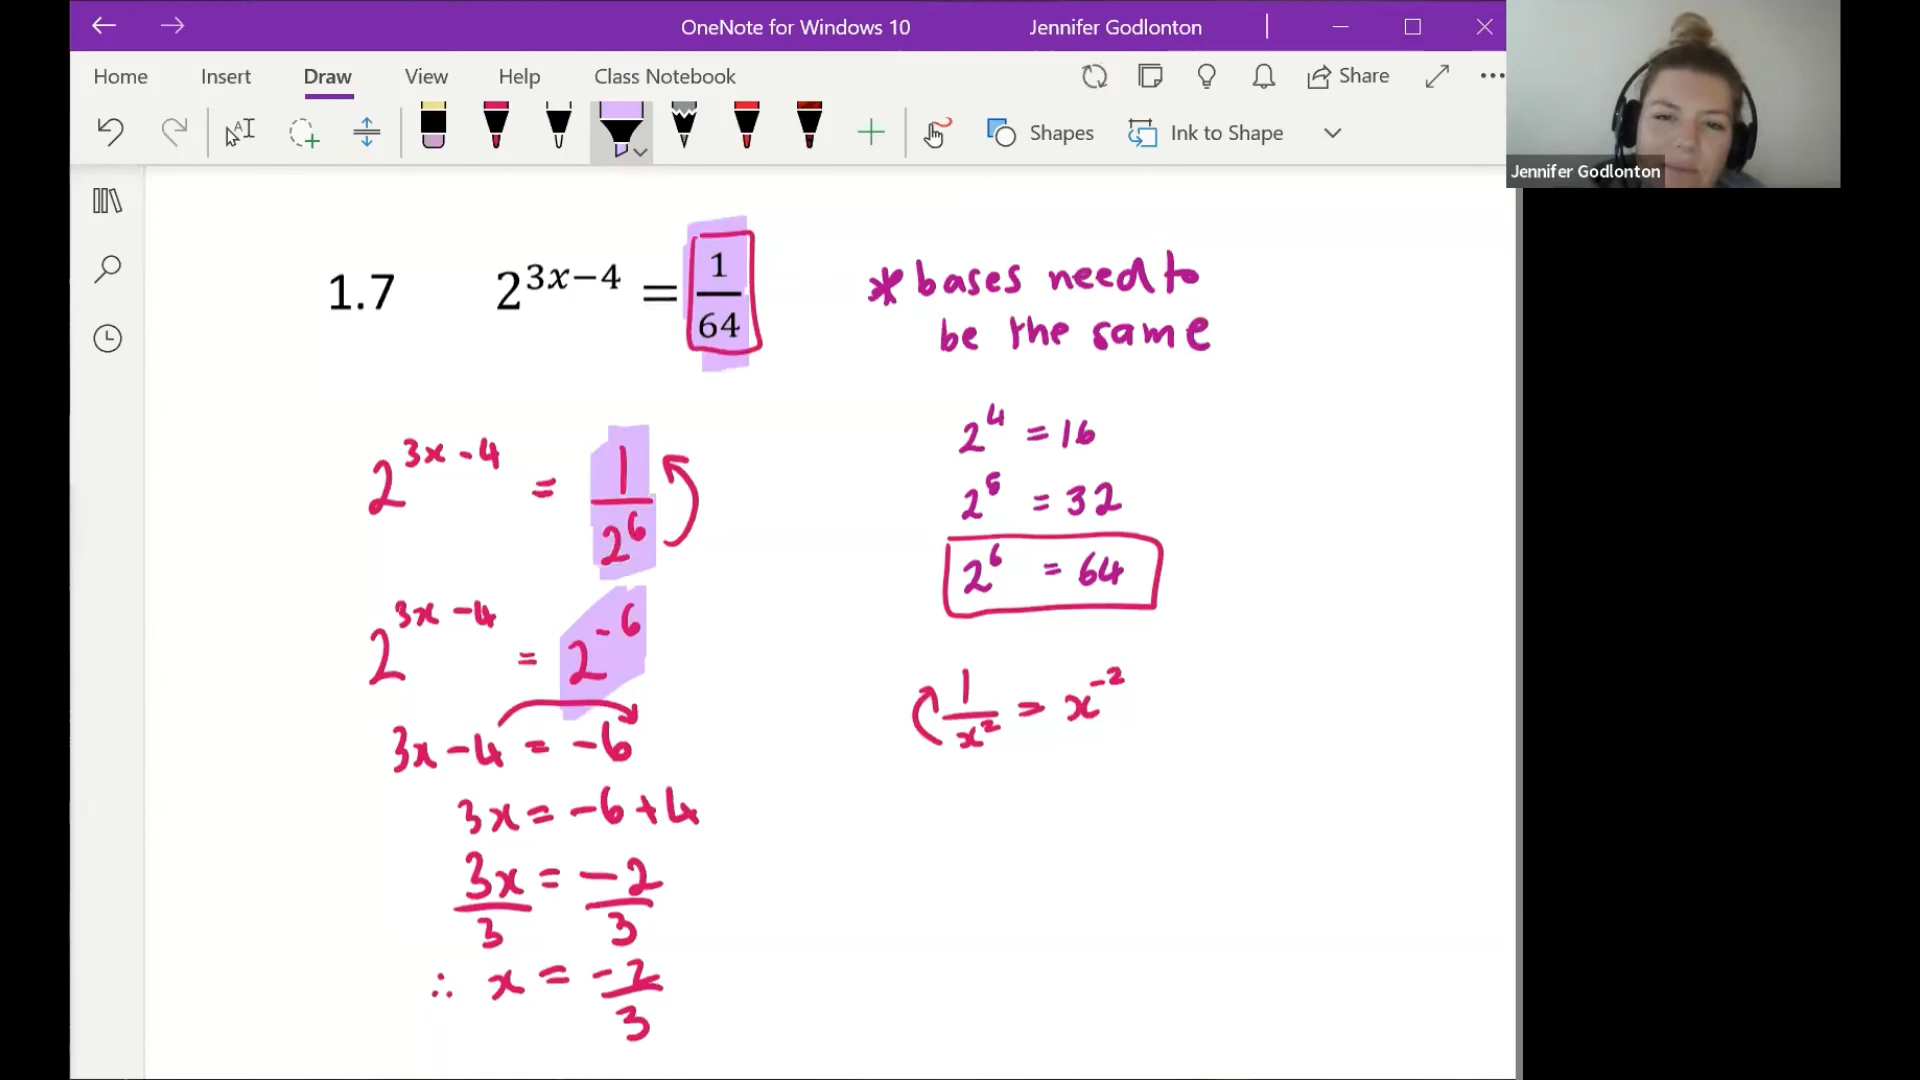 OneNote for Windows 10 Jennifer Godlonton
Home Insert Draw View Help Class Notebook Share
Shapes Ink to Shape
Jennifer Godlonton
1.7 2^{3x-4} = 1/64
* bases need to
be the same
2^{3x-4} = 1/2^6
2^{3x-4} = 2^{-6}
3x - 4 = -6
3x = -6 + 4
3x/3 = -2/3
∴ x = -2/3
2^4 = 16
2^5 = 32
2^6 = 64
1/x^2 = x^{-2}